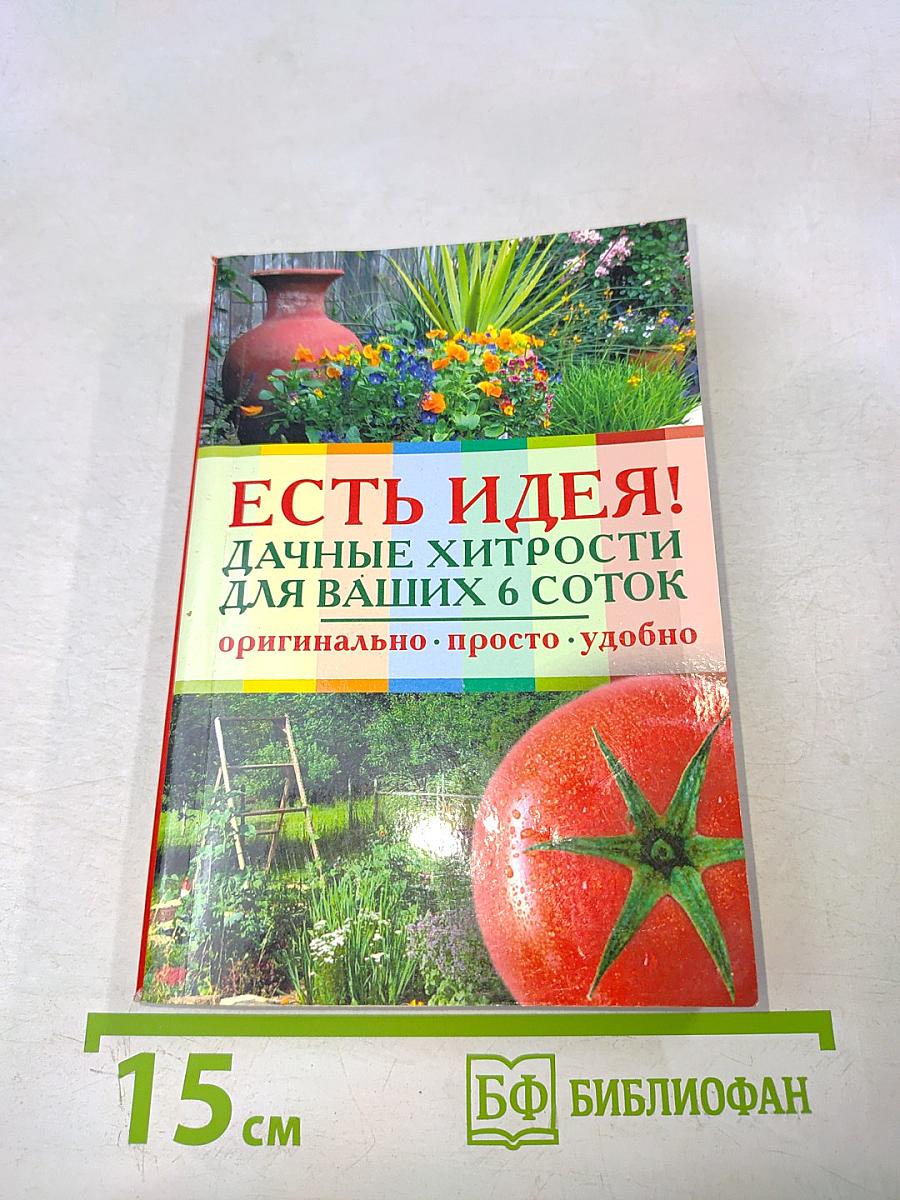 ЕСТЬ ИДЕЯ!
ДАЧНЫЕ ХИТРОСТИ
ДЛЯ ВАШИХ 6 СОТОК
оригинально · просто · удобно
15 см
БФ БИБЛИОФАН